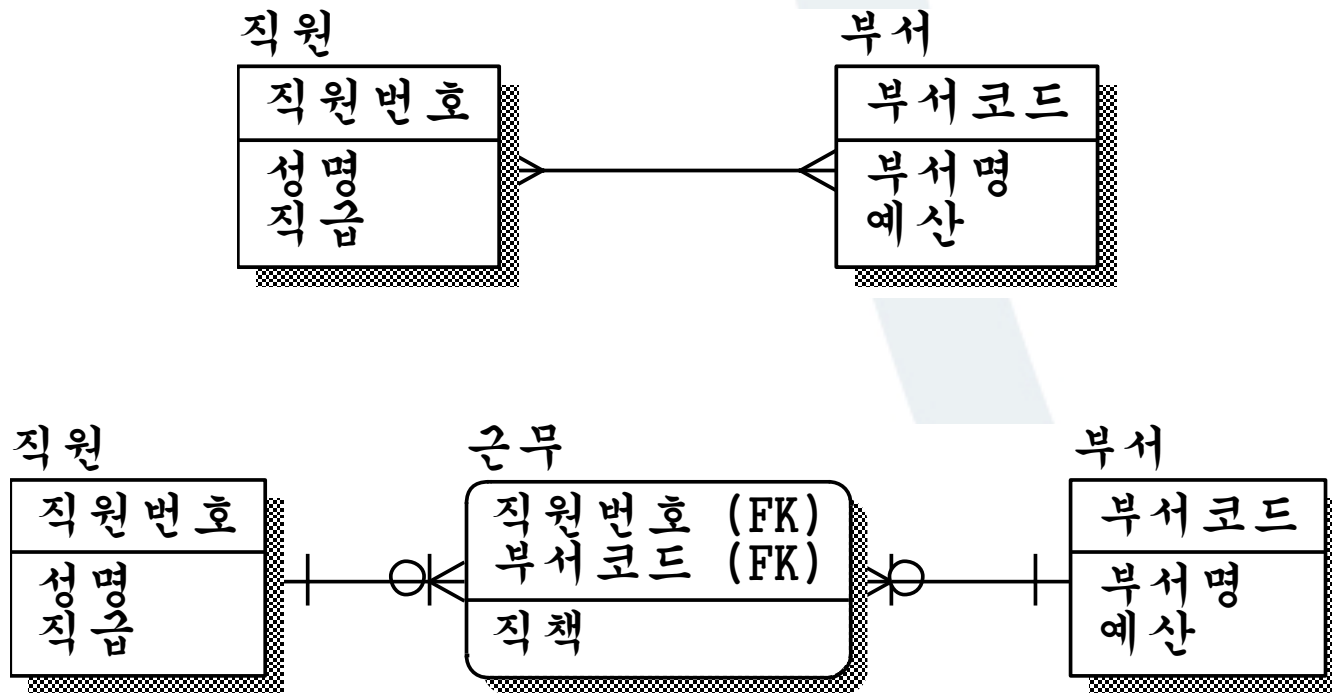 직원
직원번호
성명
직급
부서
부서코드
부서명
예산
직원
직원번호
성명
직급
근무
직원번호 (FK)
부서코드 (FK)
직책
부서
부서코드
부서명
예산